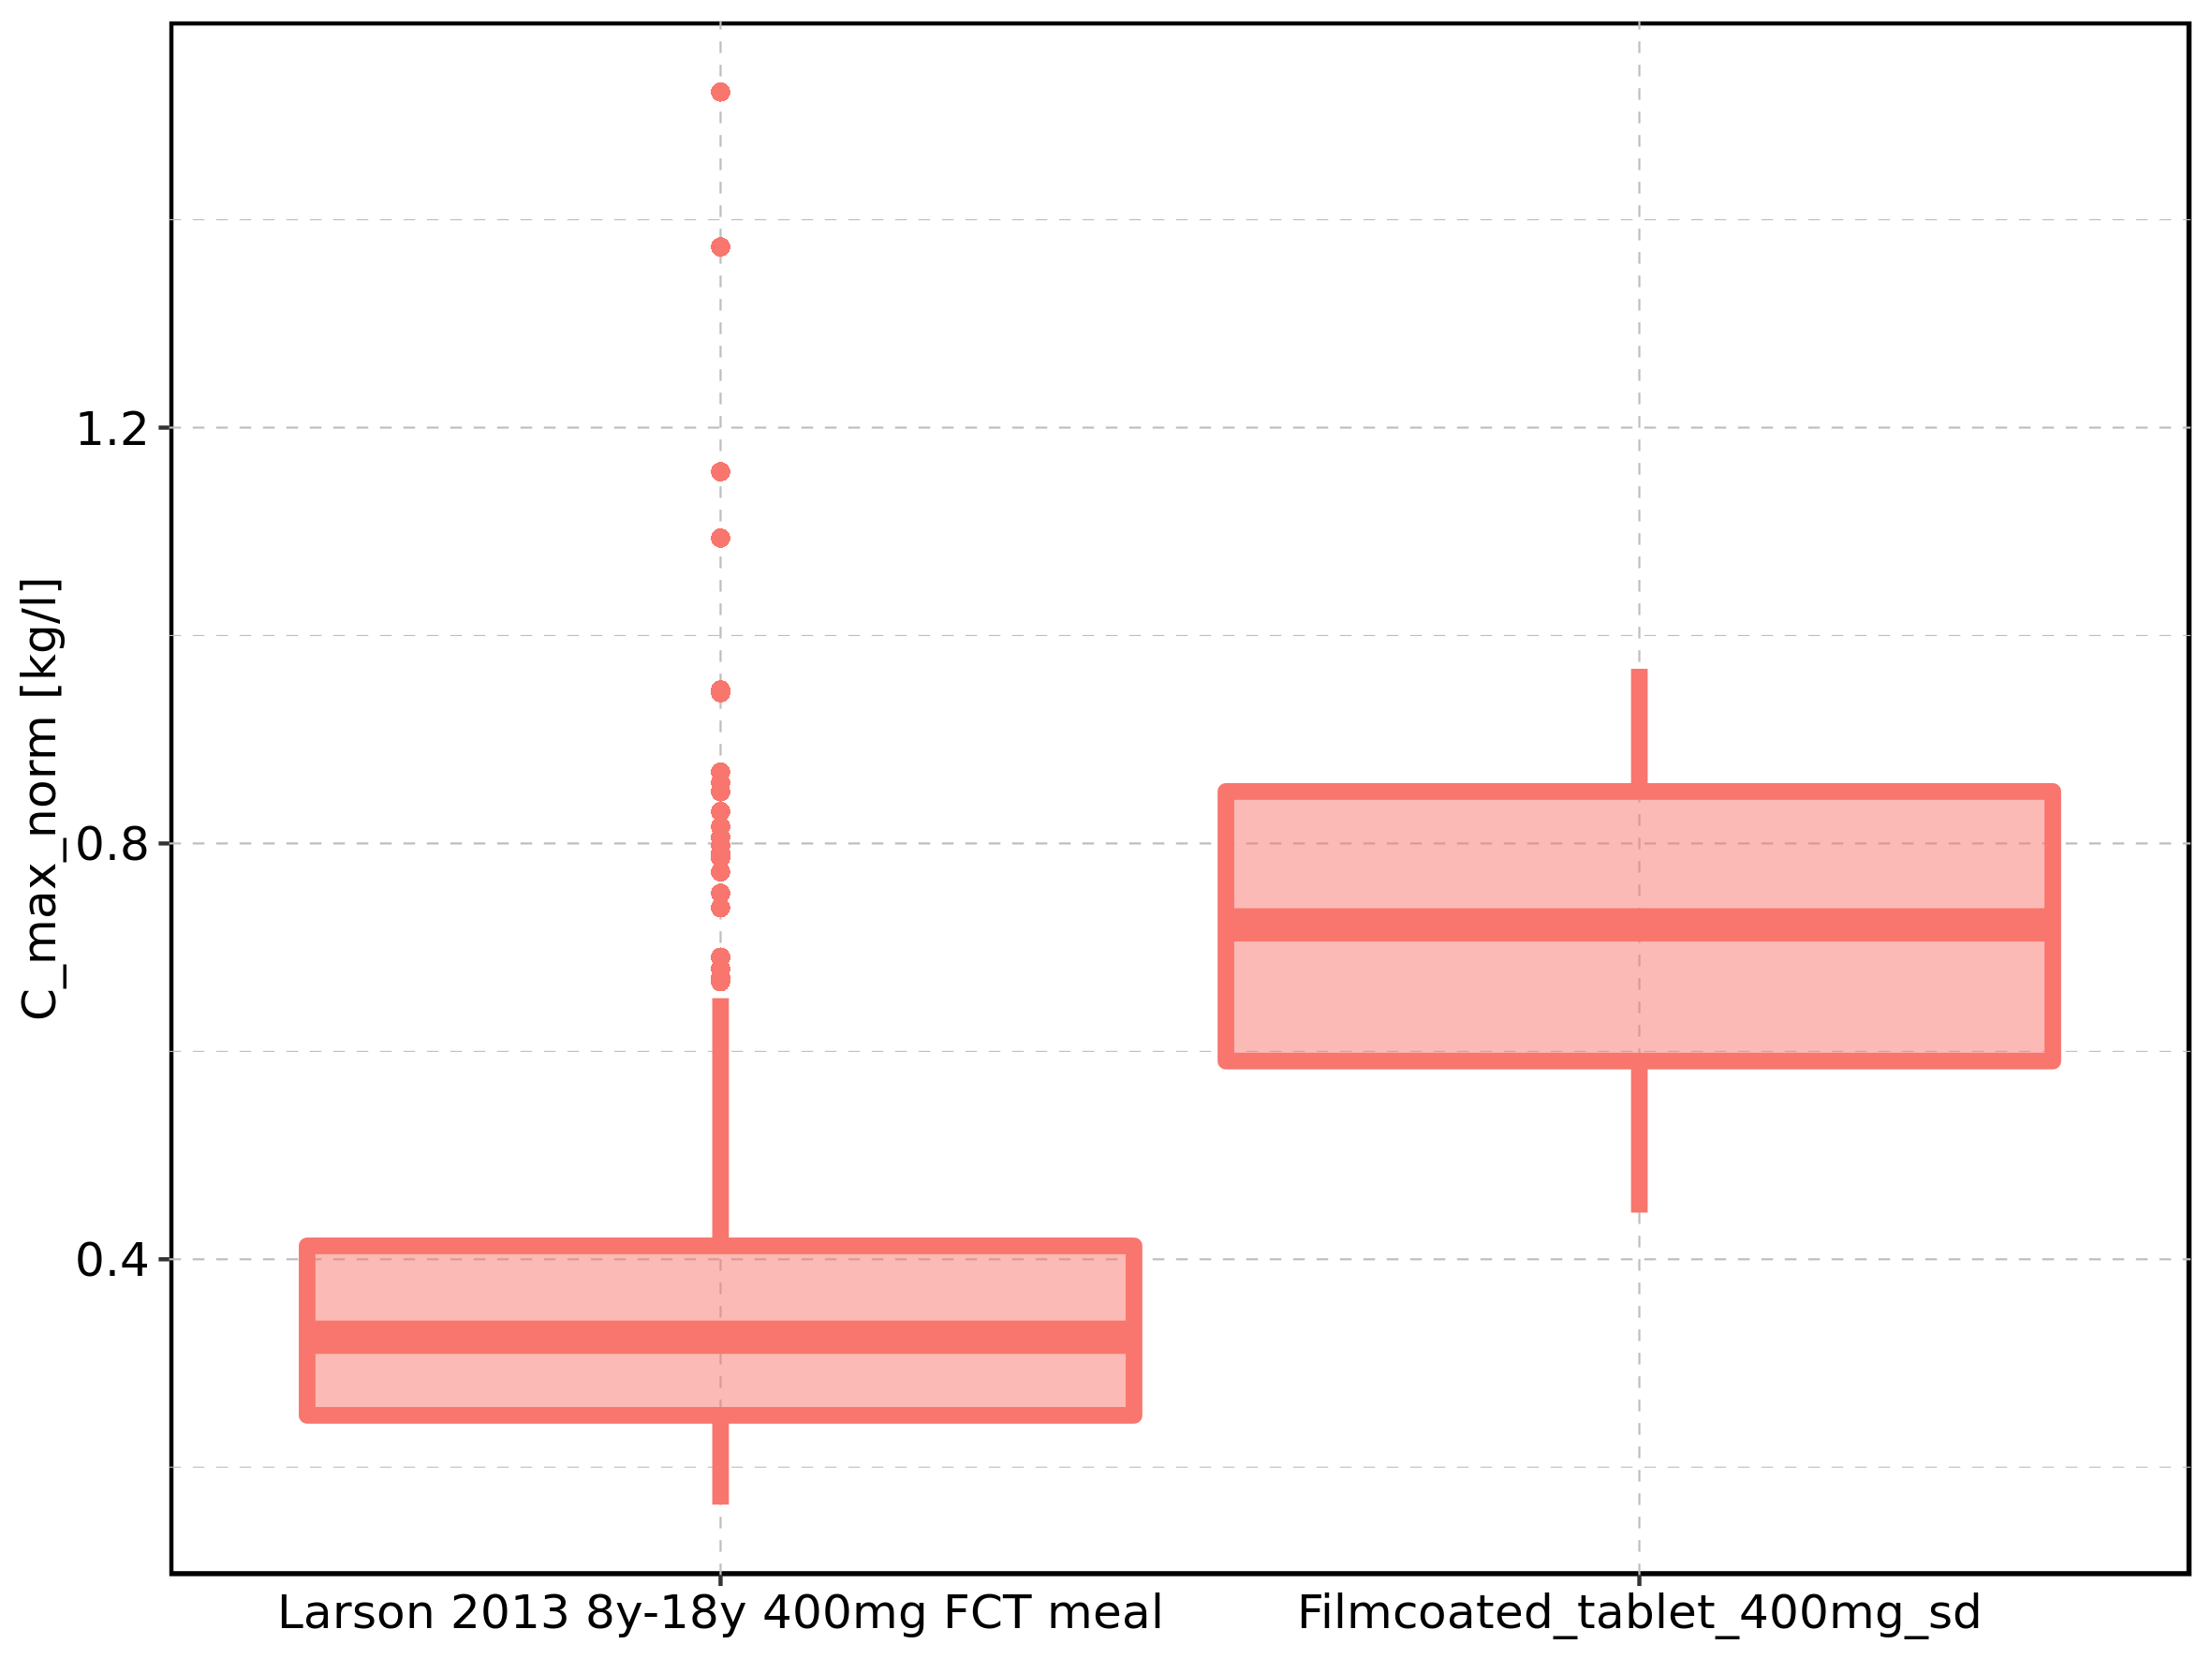 C_max_norm [kg/l]
1.2
0.8
0.4
Larson 2013 8y-18y 400mg FCT meal
Filmcoated_tablet_400mg_sd